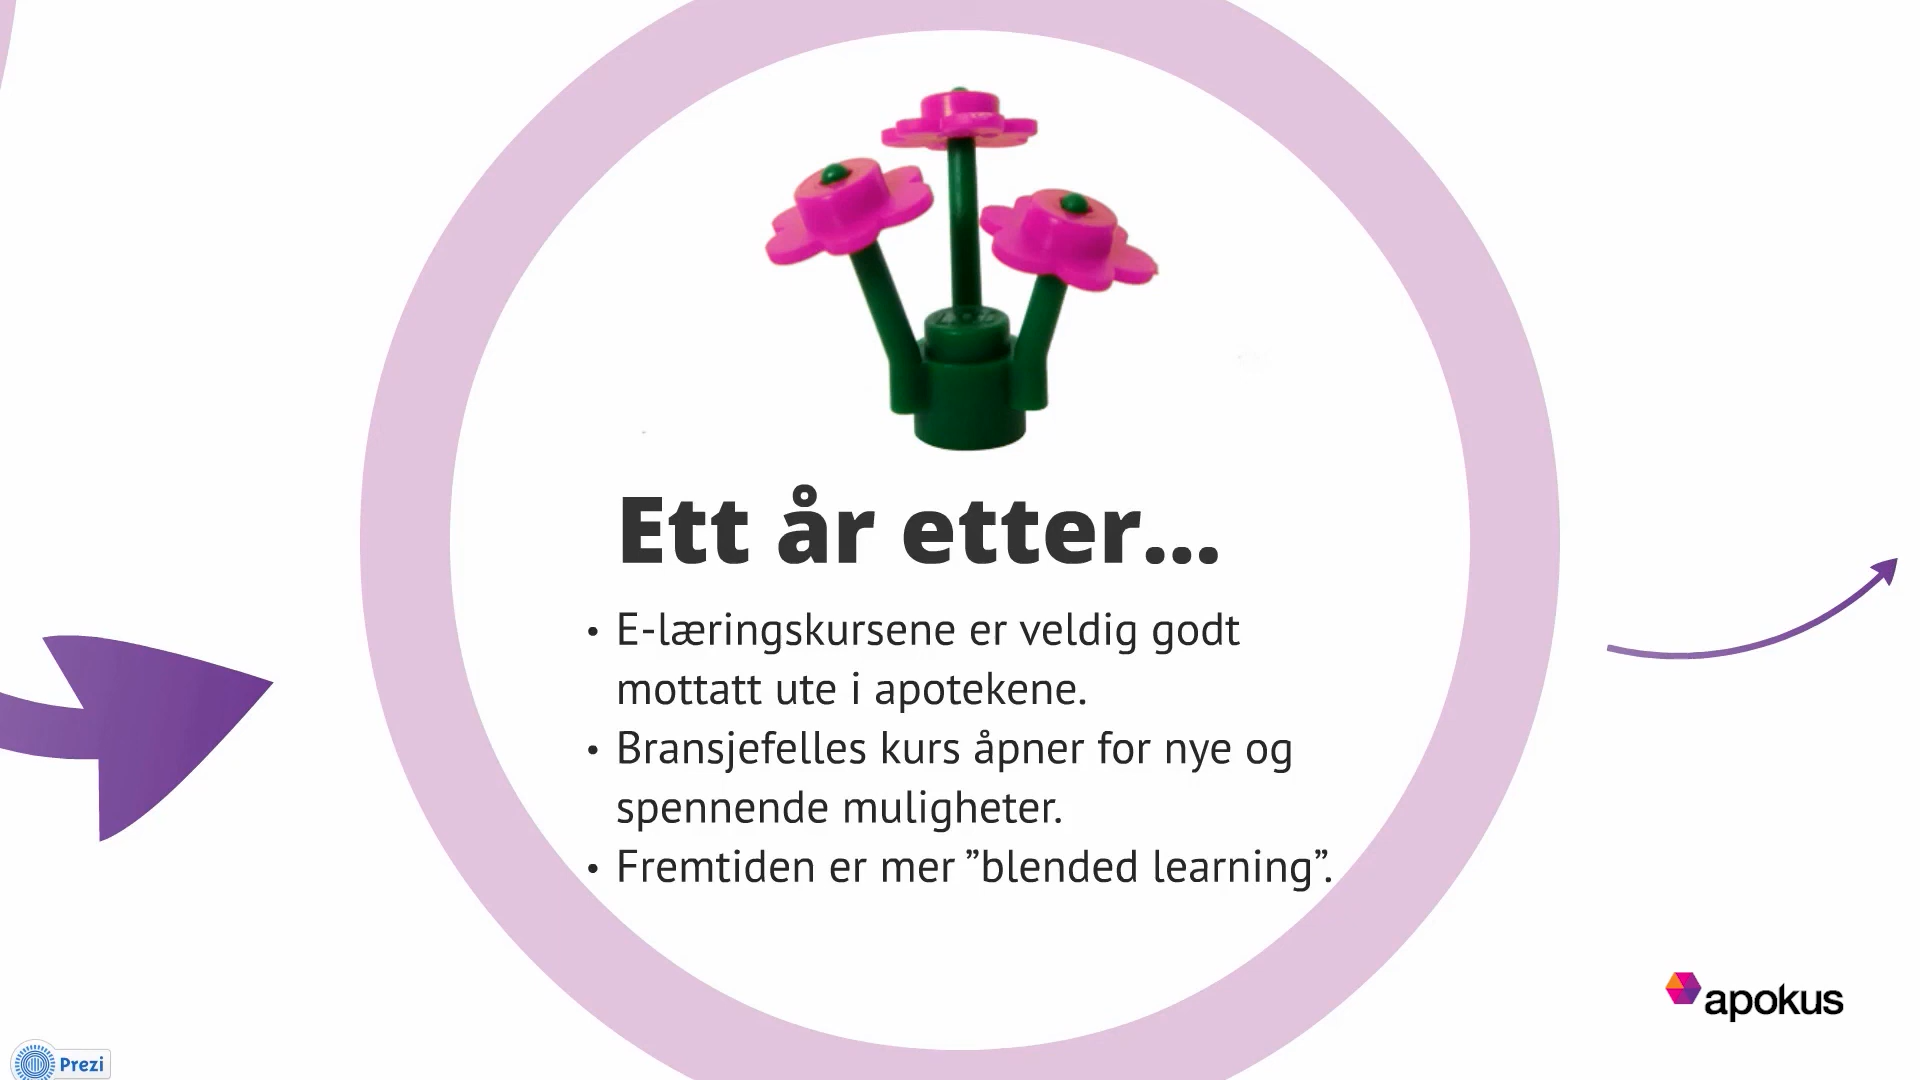 Ett år etter...
• E-læringskursene er veldig godt
mottatt ute i apotekene.
• Bransjefelles kurs åpner for nye og
spennende muligheter.
• Fremtiden er mer ”blended learning”.
apokus
Prezi